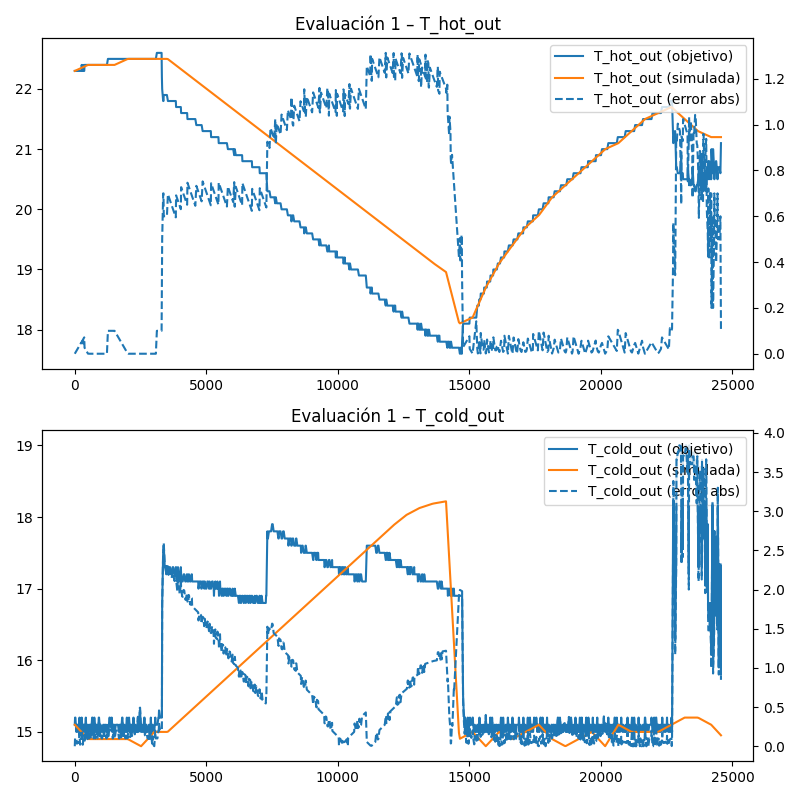 Evaluación 1 – T_hot_out
T_hot_out (objetivo)
T_hot_out (simulada)
T_hot_out (error abs)
22
21
20
19
18
1.2
1.0
0.8
0.6
0.4
0.2
0.0
0 5000 10000 15000 20000 25000
Evaluación 1 – T_cold_out
T_cold_out (objetivo)
T_cold_out (simulada)
T_cold_out (error abs)
19
18
17
16
15
4.0
3.5
3.0
2.5
2.0
1.5
1.0
0.5
0.0
0 5000 10000 15000 20000 25000